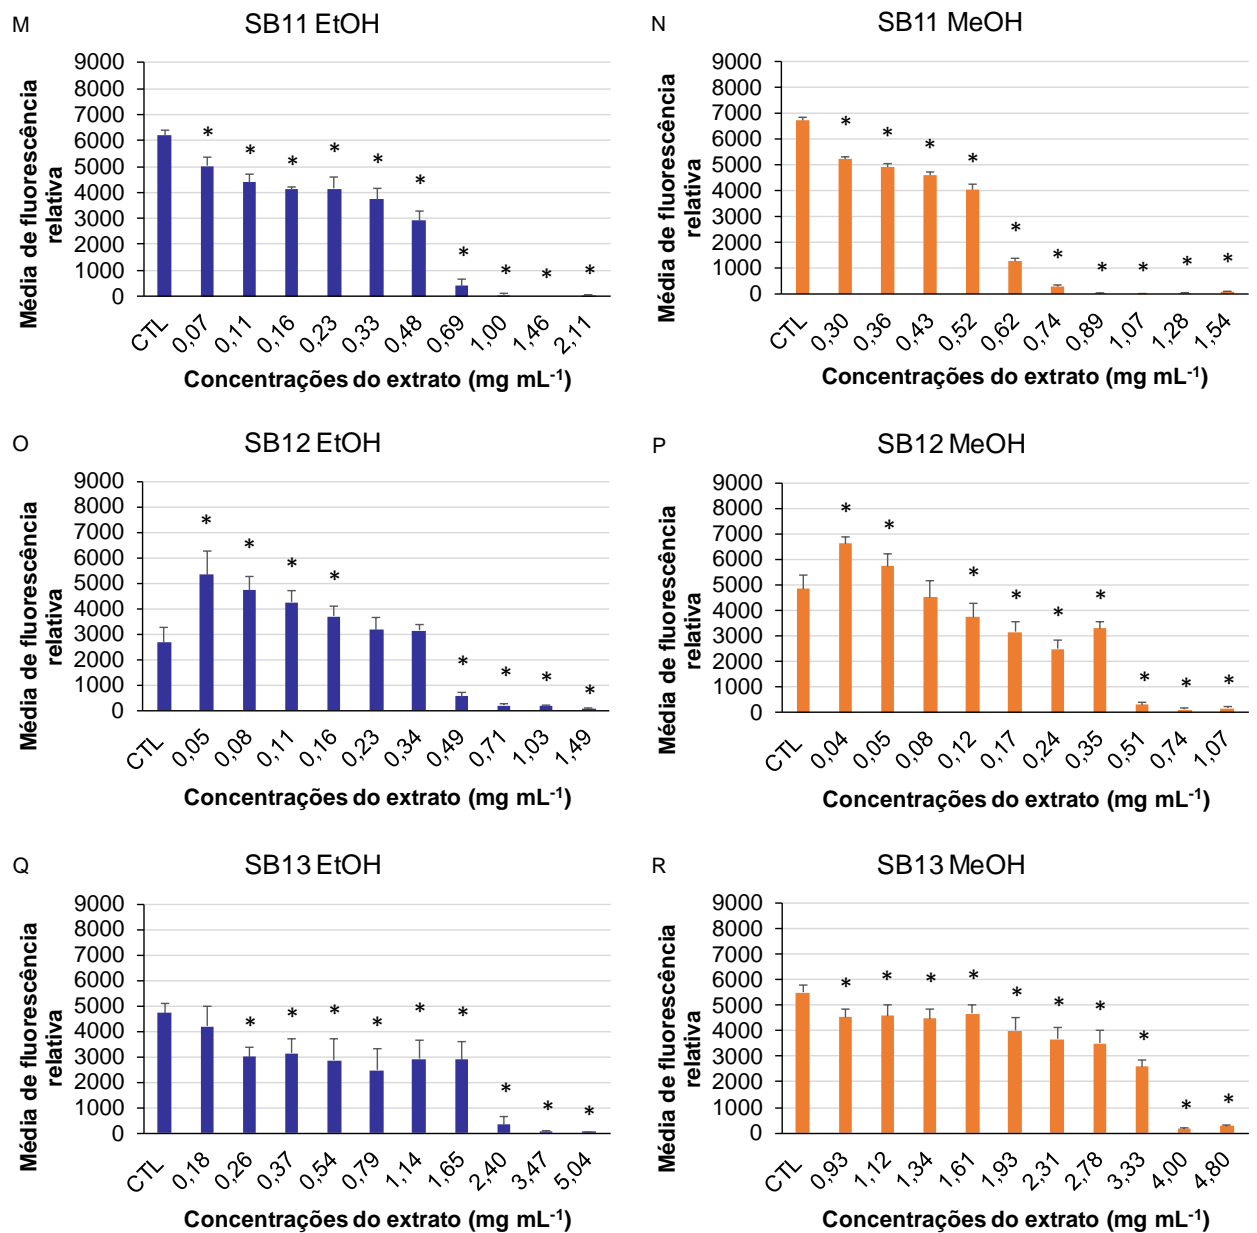 M
SB11 EtOH
Média de fluorescência
relativa
9000
8000
7000
6000
5000
4000
3000
2000
1000
0
* * * * * * * * * *
CTL 0,07 0,11 0,16 0,23 0,33 0,48 0,69 1,00 1,46 2,11
Concentrações do extrato (mg mL-1)
N
SB11 MeOH
Média de fluorescência
relativa
9000
8000
7000
6000
5000
4000
3000
2000
1000
0
* * * * * * * * * *
CTL 0,30 0,36 0,43 0,52 0,62 0,74 0,89 1,07 1,28 1,54
Concentrações do extrato (mg mL-1)
O
SB12 EtOH
Média de fluorescência
relativa
9000
8000
7000
6000
5000
4000
3000
2000
1000
0
* * * * * * * *
CTL 0,05 0,08 0,11 0,16 0,23 0,34 0,49 0,71 1,03 1,49
Concentrações do extrato (mg mL-1)
P
SB12 MeOH
Média de fluorescência
relativa
9000
8000
7000
6000
5000
4000
3000
2000
1000
0
* * * * * * * * *
CTL 0,04 0,05 0,08 0,12 0,17 0,24 0,35 0,51 0,74 1,07
Concentrações do extrato (mg mL-1)
Q
SB13 EtOH
Média de fluorescência
relativa
9000
8000
7000
6000
5000
4000
3000
2000
1000
0
* * * * * * * * *
CTL 0,18 0,26 0,37 0,54 0,79 1,14 1,65 2,40 3,47 5,04
Concentrações do extrato (mg mL-1)
R
SB13 MeOH
Média de fluorescência
relativa
9000
8000
7000
6000
5000
4000
3000
2000
1000
0
* * * * * * * * * *
CTL 0,93 1,12 1,34 1,61 1,93 2,31 2,78 3,33 4,00 4,80
Concentrações do extrato (mg mL-1)